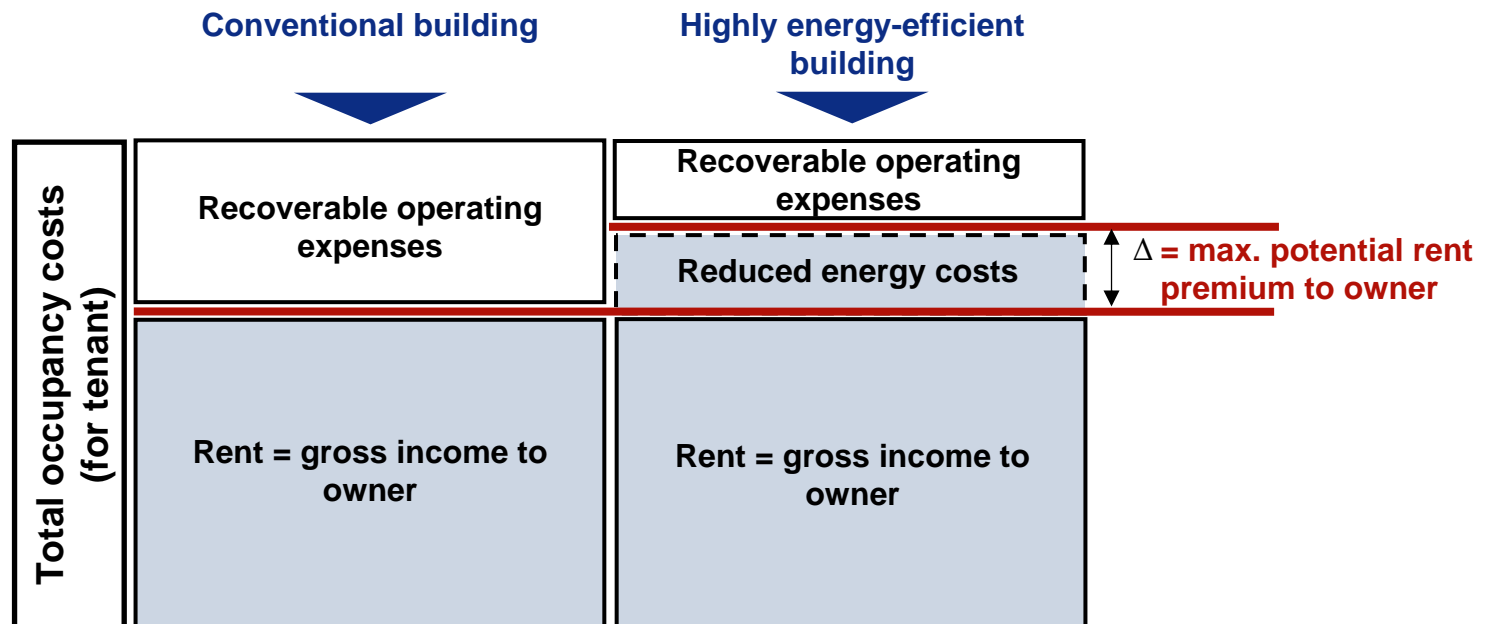 Conventional building
Highly energy-efficient
building
Total occupancy costs
(for tenant)
Recoverable operating
expenses
Recoverable operating
expenses
Reduced energy costs
Δ = max. potential rent
premium to owner
Rent = gross income to
owner
Rent = gross income to
owner